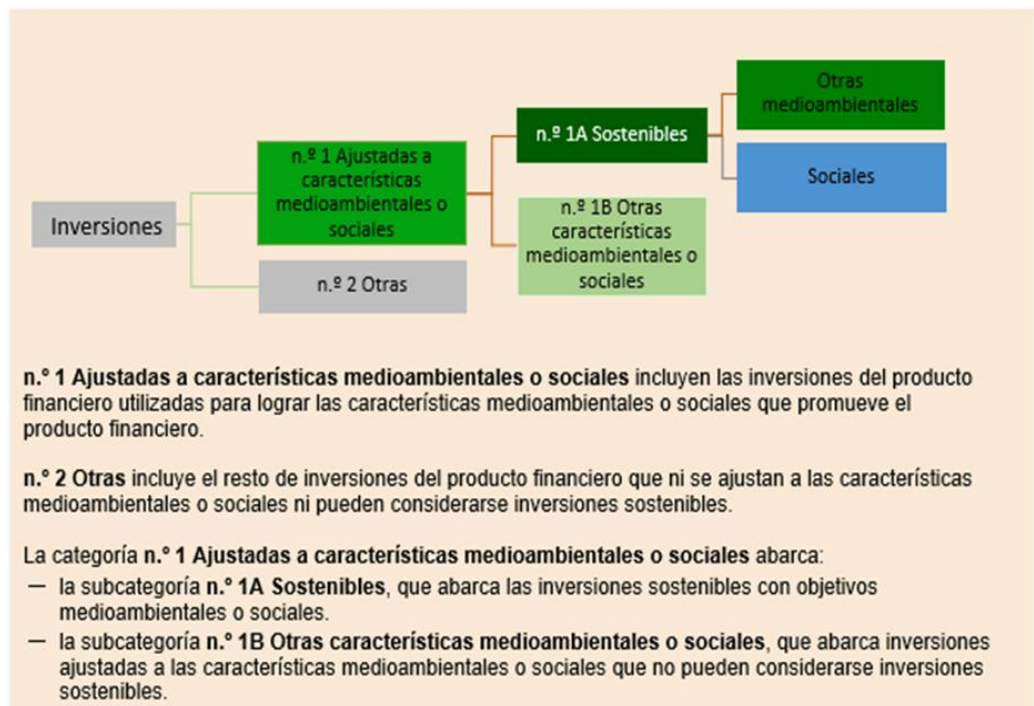 Inversiones
n.º 1 Ajustadas a
características
medioambientales o
sociales
n.º 2 Otras
n.º 1A Sostenibles
n.º 1B Otras
características
medioambientales o
sociales
Otras
medioambientales
Sociales
n.º 1 Ajustadas a características medioambientales o sociales incluyen las inversiones del producto
financiero utilizadas para lograr las características medioambientales o sociales que promueve el
producto financiero.
n.º 2 Otras incluye el resto de inversiones del producto financiero que ni se ajustan a las características
medioambientales o sociales ni pueden considerarse inversiones sostenibles.
La categoría n.º 1 Ajustadas a características medioambientales o sociales abarca:
– la subcategoría n.º 1A Sostenibles, que abarca las inversiones sostenibles con objetivos
medioambientales o sociales.
– la subcategoría n.º 1B Otras características medioambientales o sociales, que abarca inversiones
ajustadas a las características medioambientales o sociales que no pueden considerarse inversiones
sostenibles.